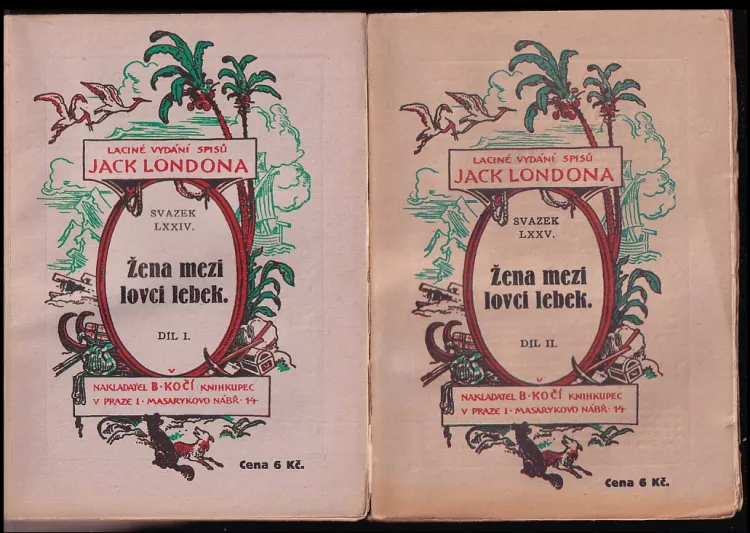 LACINÉ VYDÁNÍ SPISŮ
JACK LONDONA
SVAZEK
LXXIV.
Žena mezi
lovci lebek.
DÍL I.
NAKLADATEL B·KOČÍ KNIHKUPEC
V PRAZE I·MASARYKOVO NÁBŘ·14
Cena 6 Kč.
LACINÉ VYDÁNÍ SPISŮ
JACK LONDONA
SVAZEK
LXXV.
Žena mezi
lovci lebek.
DÍL II.
NAKLADATEL B·KOČÍ KNIHKUPEC
V PRAZE I·MASARYKOVO NÁBŘ·14
Cena 6 Kč.